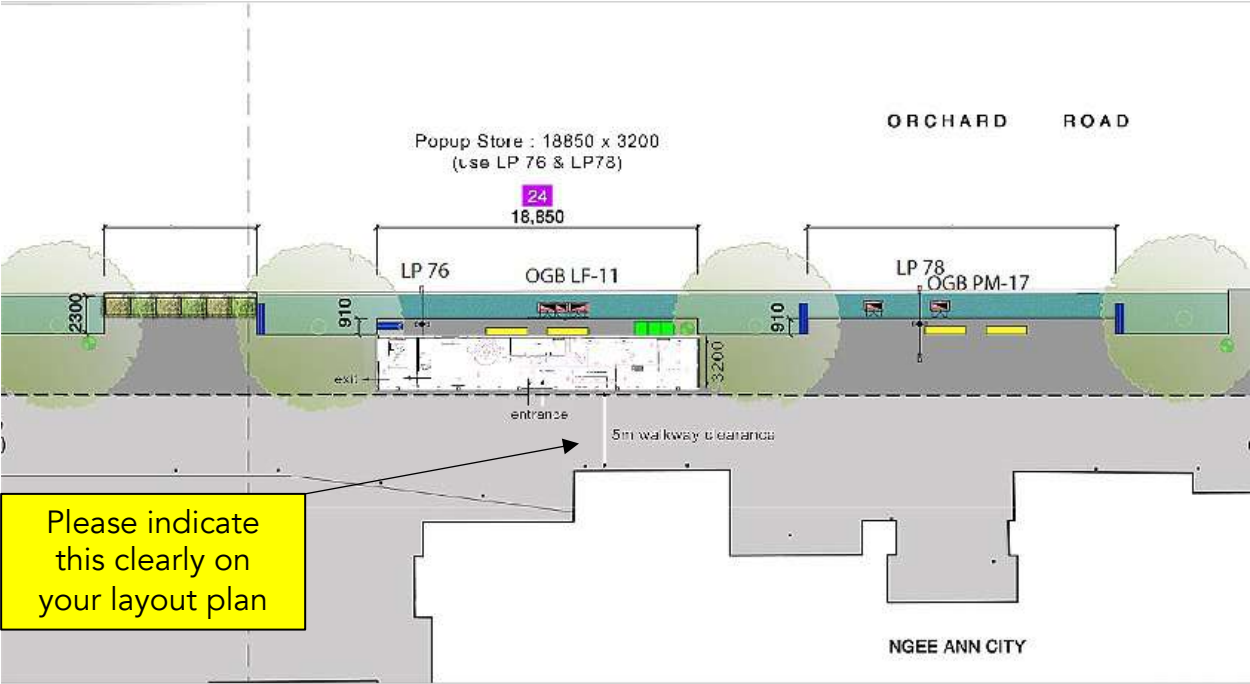 ORCHARD ROAD
Popup Store : 18850 x 3200
(use LP 76 & LP78)
24
18,850
LP 76
OGB LF-11
LP 78
OGB PM-17
2300
910
910
3200
exit
entrance
5m walkway clearance
Please indicate
this clearly on
your layout plan
NGEE ANN CITY